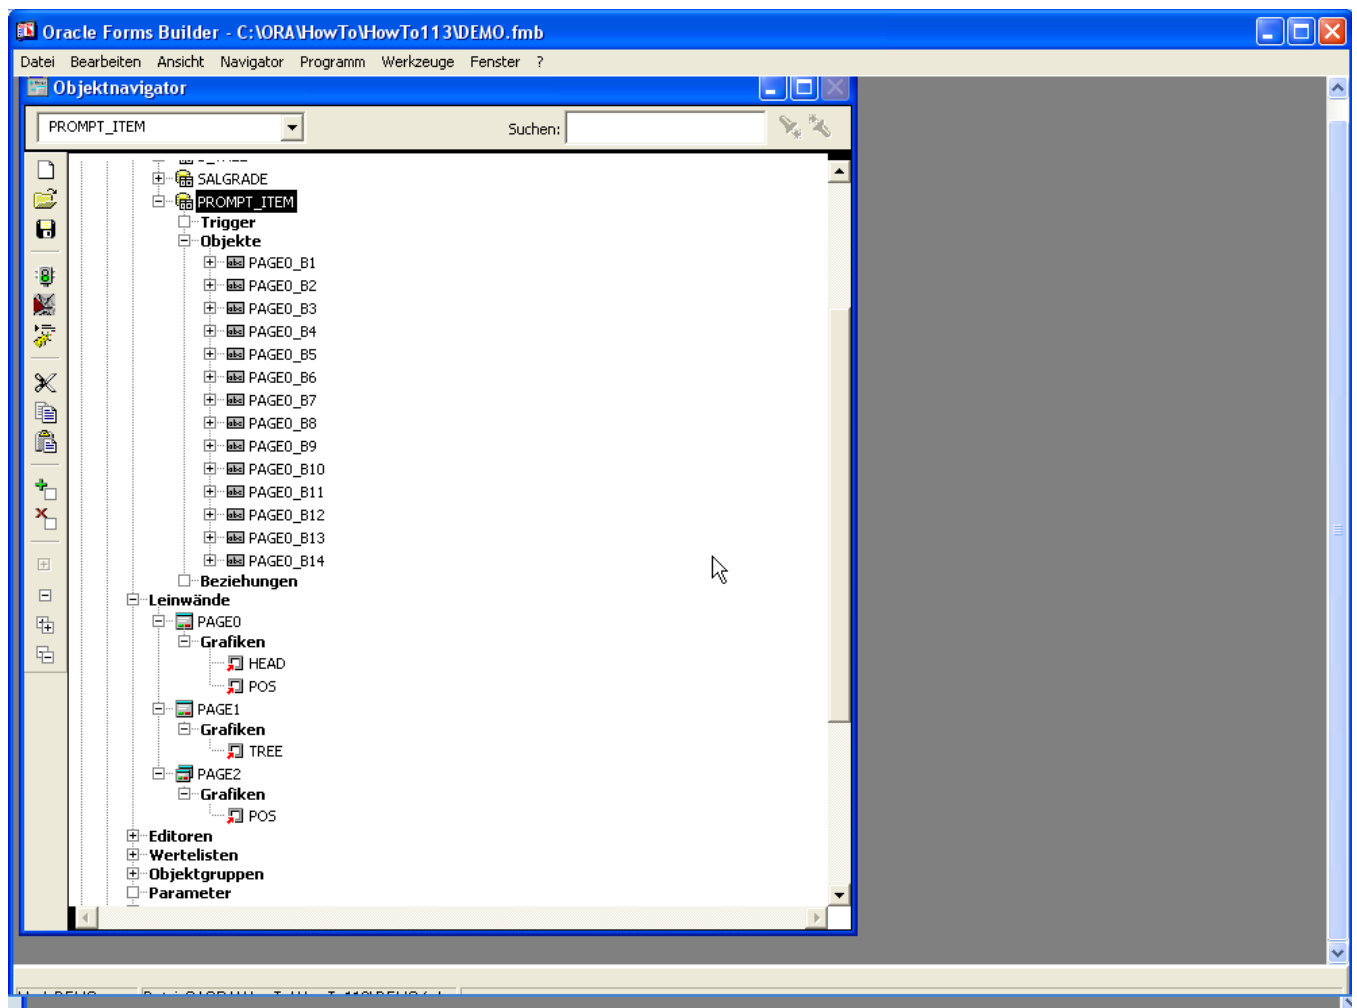 Oracle Forms Builder - C:\ORA\HowTo\HowTo113\DEMO.fmb
Datei Bearbeiten Ansicht Navigator Programm Werkzeuge Fenster ?
Objektnavigator
PROMPT_ITEM Suchen:
SALGRADE
PROMPT_ITEM
Trigger
Objekte
PAGE0_B1
PAGE0_B2
PAGE0_B3
PAGE0_B4
PAGE0_B5
PAGE0_B6
PAGE0_B7
PAGE0_B8
PAGE0_B9
PAGE0_B10
PAGE0_B11
PAGE0_B12
PAGE0_B13
PAGE0_B14
Beziehungen
Leinwände
PAGE0
Grafiken
HEAD
POS
PAGE1
Grafiken
TREE
PAGE2
Grafiken
POS
Editoren
Wertelisten
Objektgruppen
Parameter